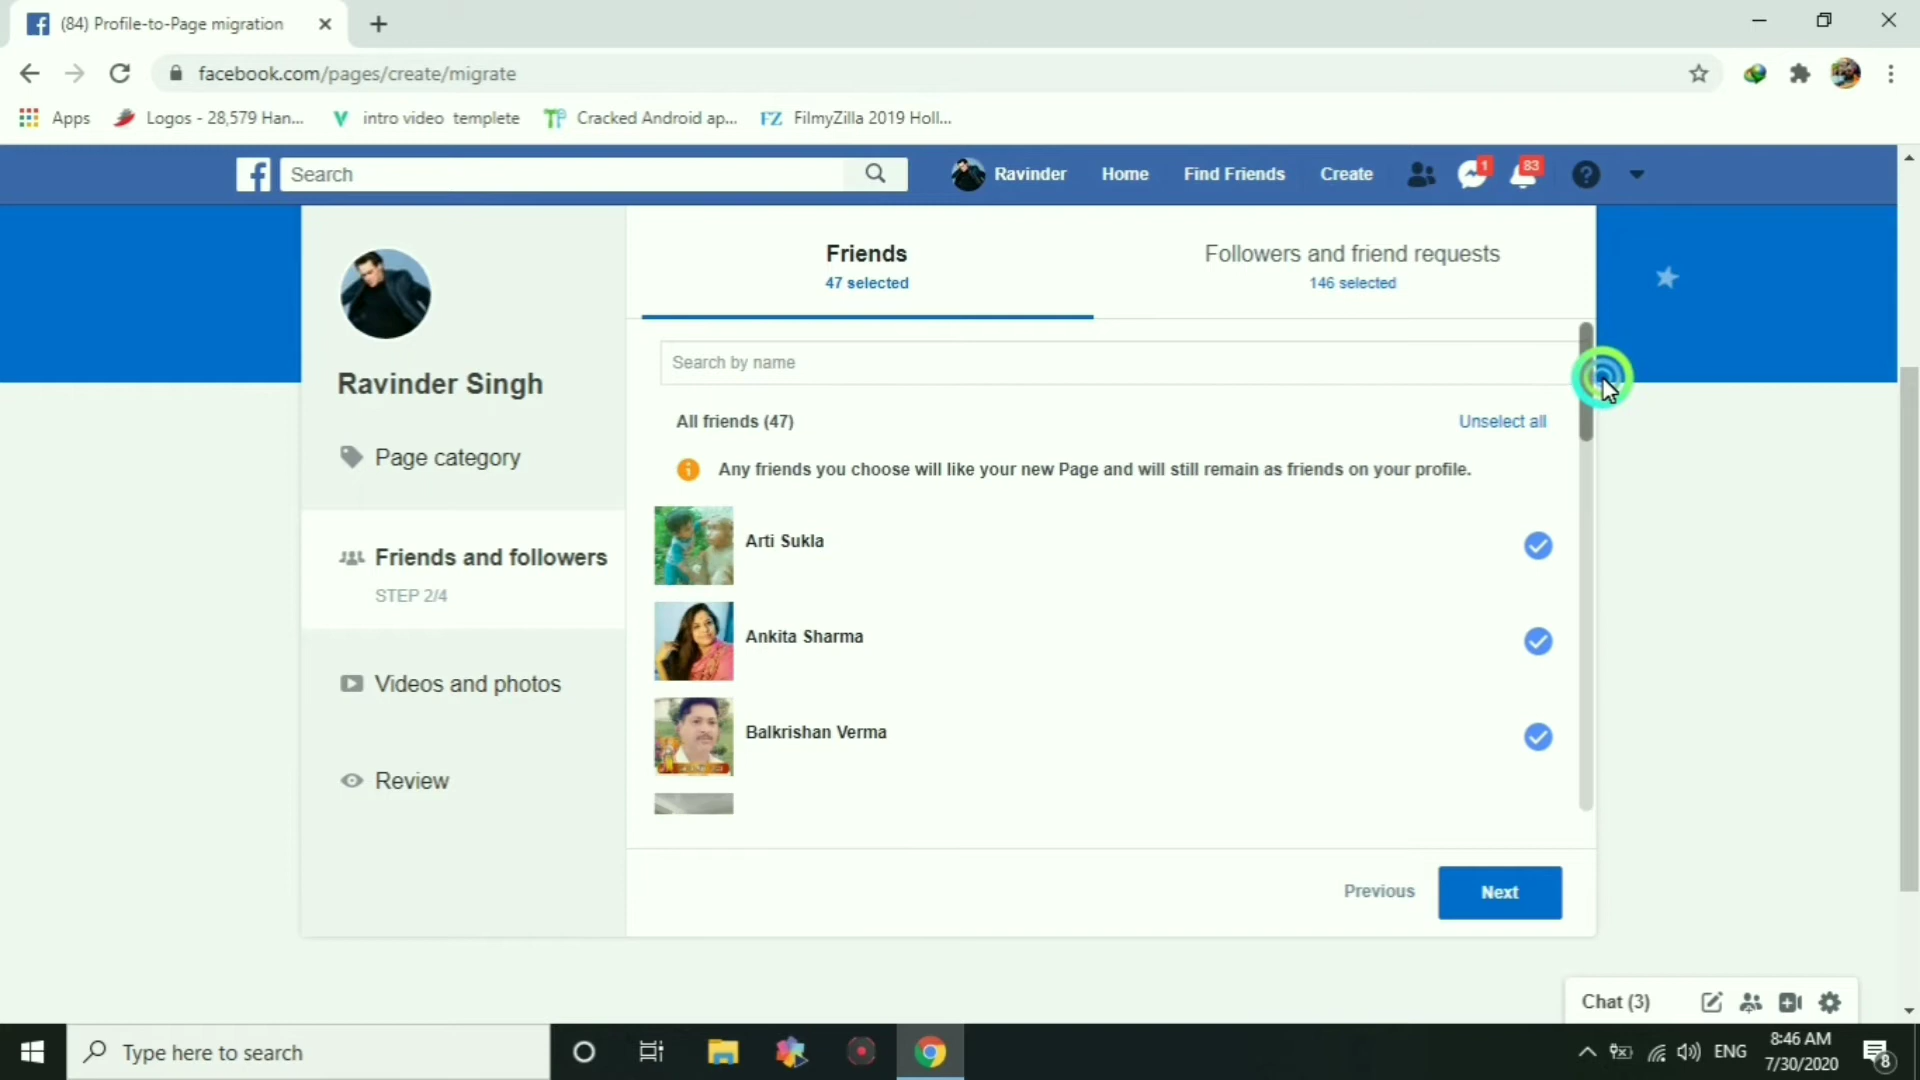 (84) Profile-to-Page migration
facebook.com/pages/create/migrate
Apps
Logos - 28,579 Han...
intro video templete
Cracked Android ap...
FZ FilmyZilla 2019 Holl...
Search
Ravinder
Home
Find Friends
Create
1
83
Friends
47 selected
Followers and friend requests
146 selected
Ravinder Singh
Page category
Friends and followers
STEP 2/4
Videos and photos
Review
Search by name
All friends (47)
Unselect all
Any friends you choose will like your new Page and will still remain as friends on your profile.
Arti Sukla
Ankita Sharma
Balkrishan Verma
Previous
Next
Chat (3)
Type here to search
ENG
8:46 AM
7/30/2020
8